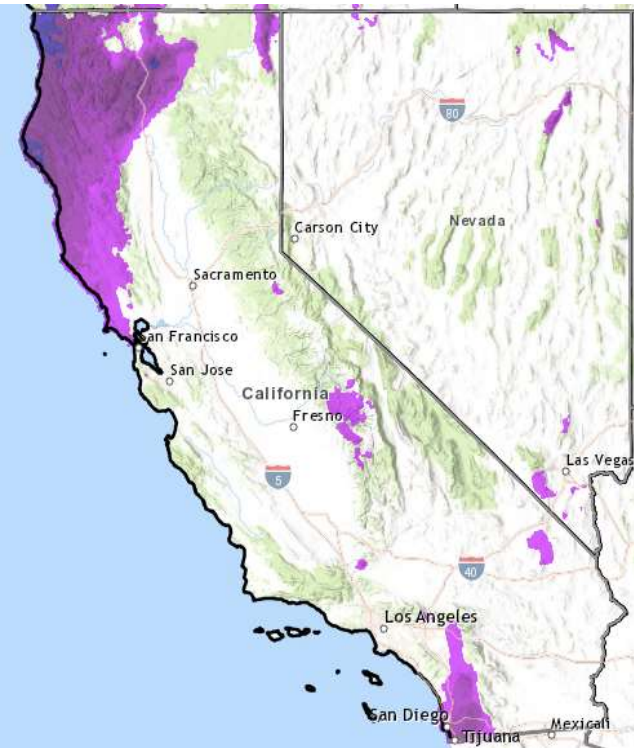 80
Carson City
Nevada
Sacramento
San Francisco
San Jose
California
Fresno
5
Las Vegas
40
Los Angeles
San Diego
Tijuana
Mexicali